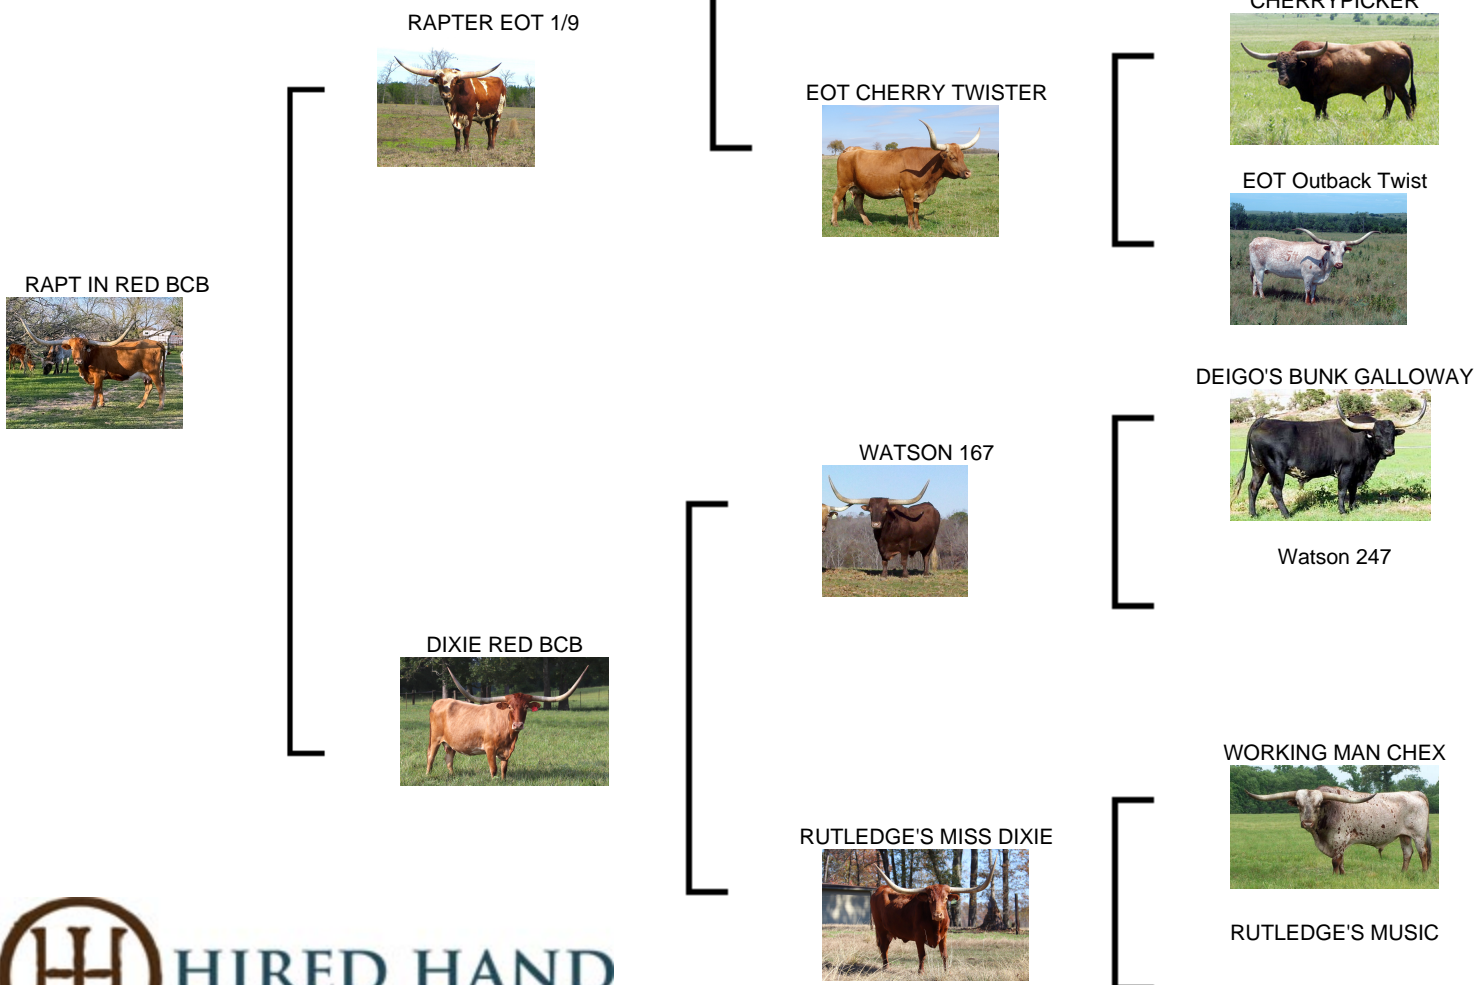 CHERRYPICKER
RAPTER EOT 1/9
EOT CHERRY TWISTER
EOT Outback Twist
RAPT IN RED BCB
DEIGO'S BUNK GALLOWAY
WATSON 167
Watson 247
DIXIE RED BCB
WORKING MAN CHEX
RUTLEDGE'S MISS DIXIE
RUTLEDGE'S MUSIC
HIRED HAND